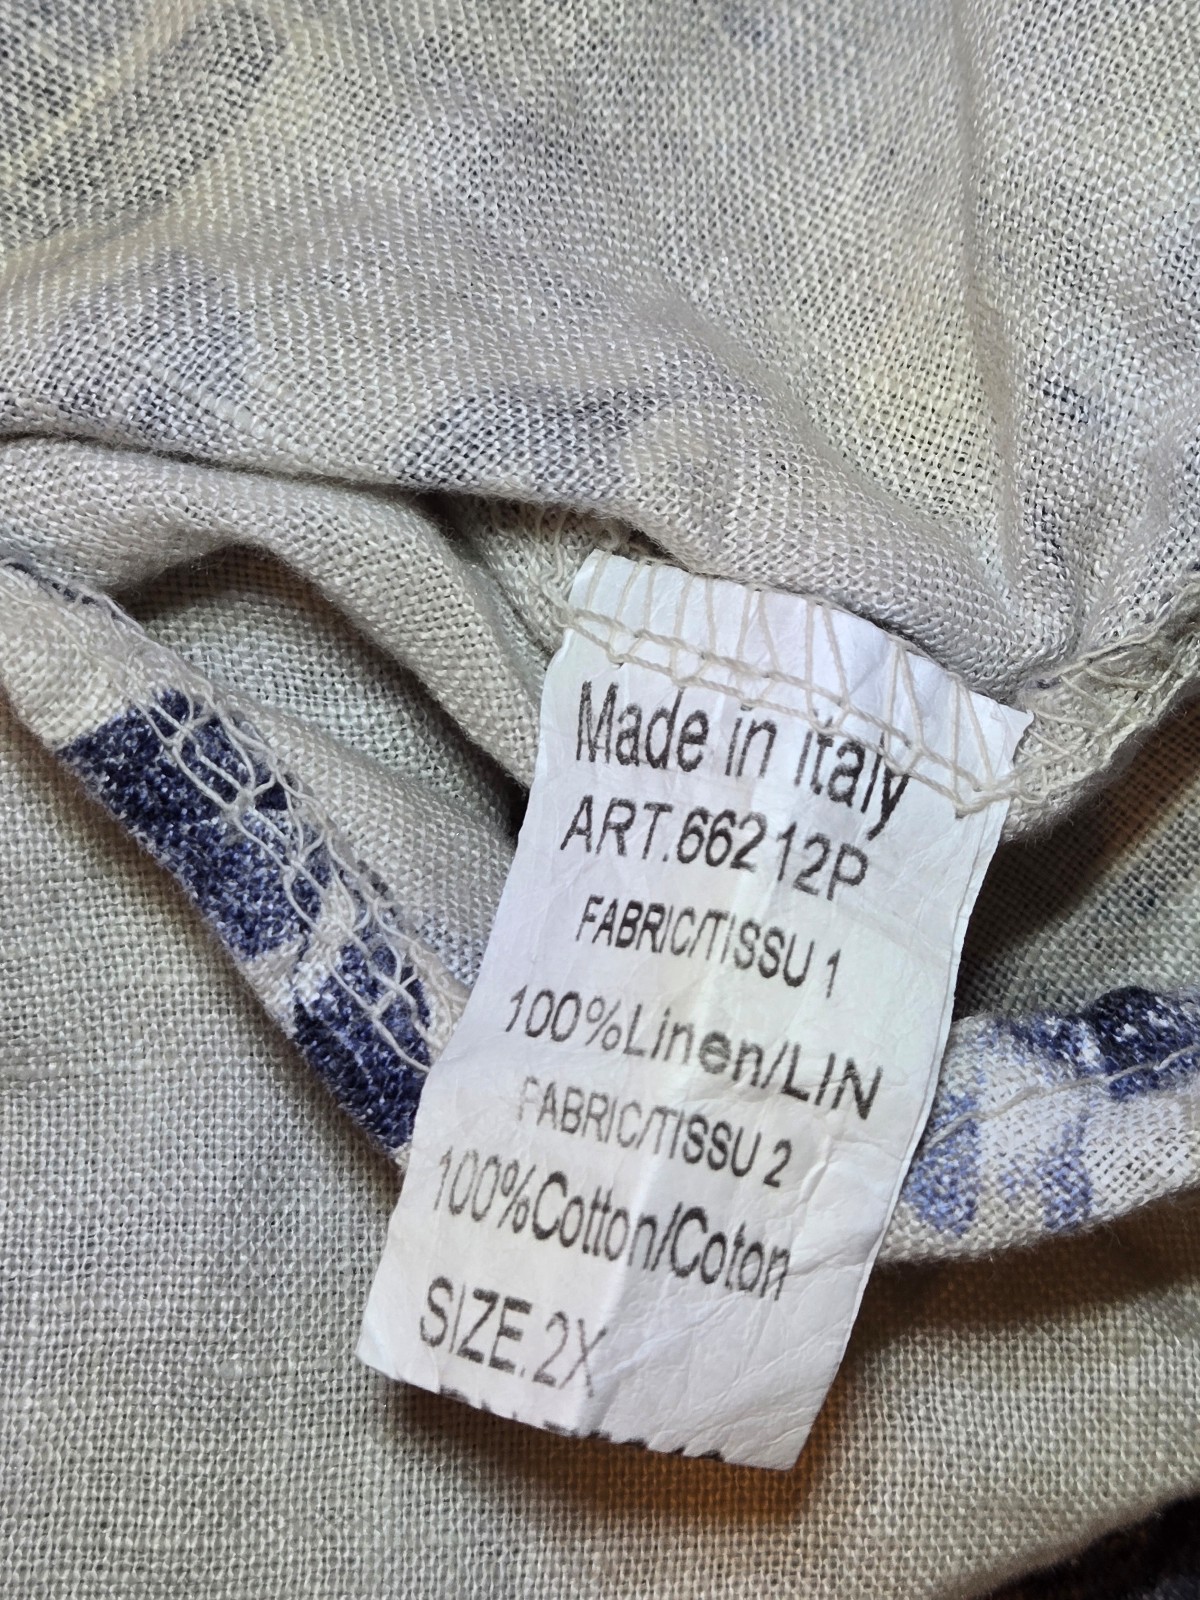 Made in italy
ART.66212P
FABRIC/TISSU 1
100%Linen/LIN
FABRIC/TISSU 2
100%Cotton/Coton
SIZE.2X